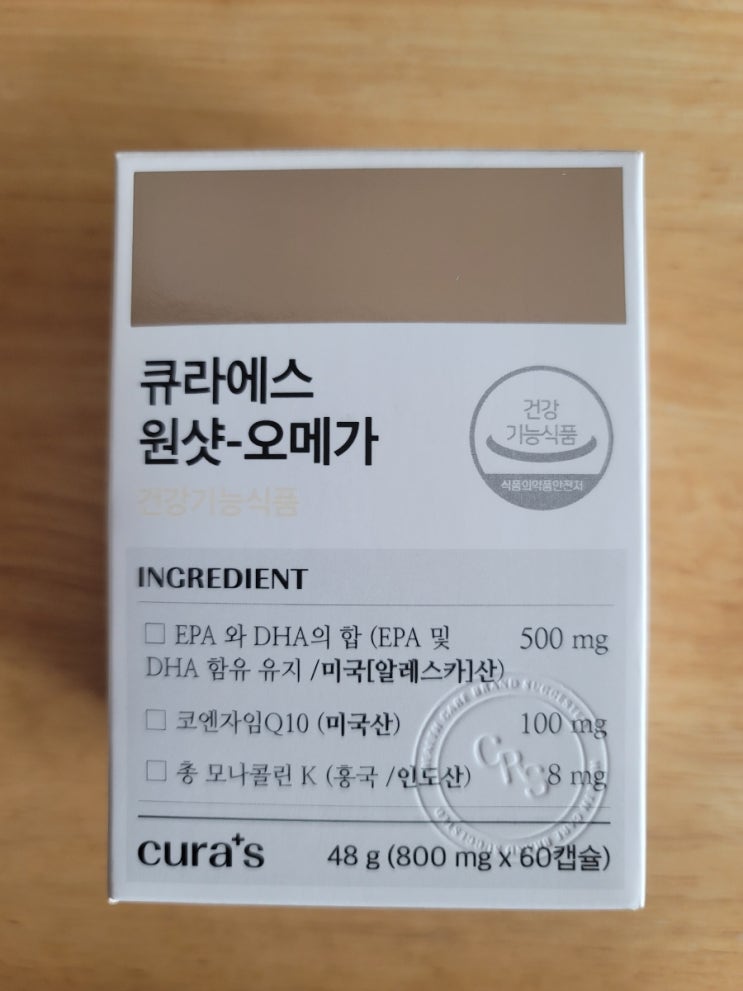 큐라에스
원샷-오메가
건강
기능식품
식품의약품안전처
건강기능식품
INGREDIENT
□ EPA 와 DHA의 합 (EPA 및 500 mg
DHA 함유 유지 /미국[알레스카]산)
□ 코엔자임Q10 (미국산) 100 mg
□ 총 모나콜린 K (홍국 /인도산) 8 mg
CRS
cura+s 48 g (800 mg x 60캡슐)